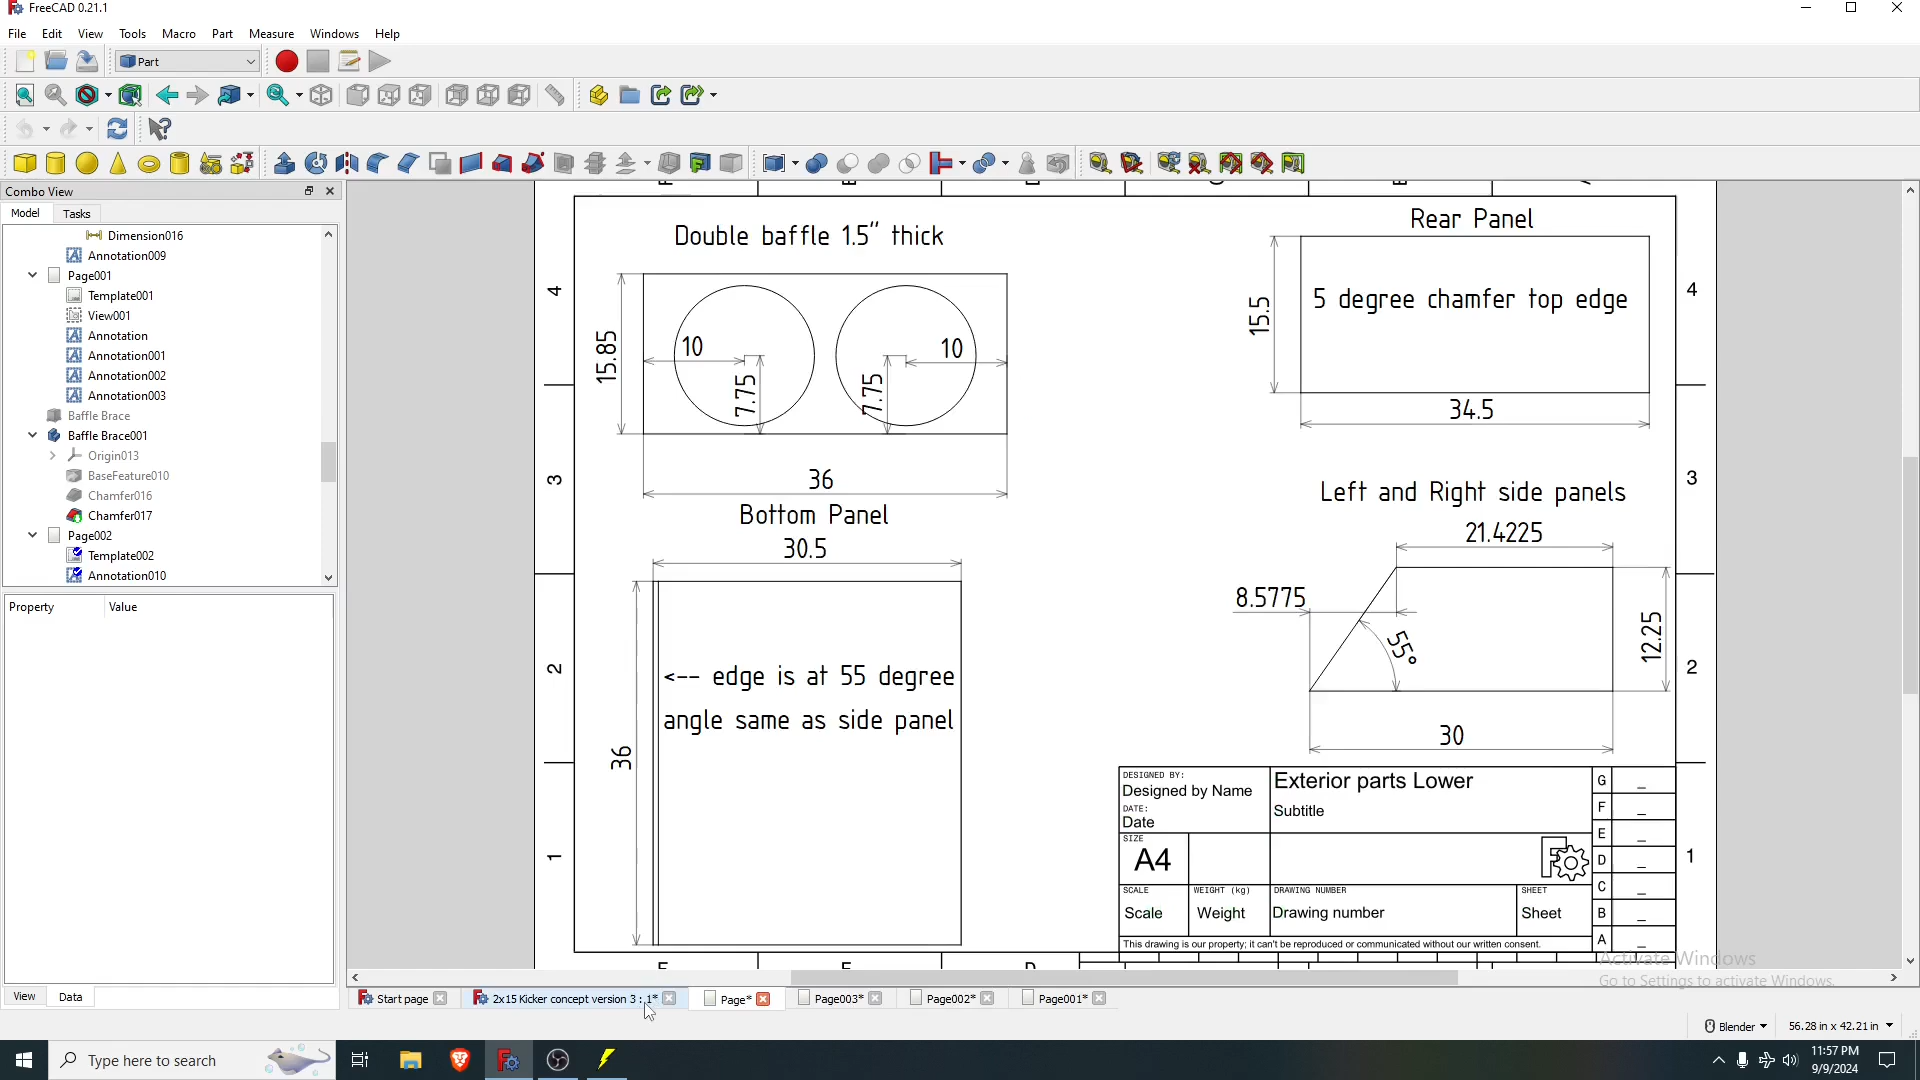 FreeCAD 0.21.1
File Edit View Tools Macro Part Measure Windows Help
Part
Combo View
Model Tasks
Dimension016
Annotation009
Page001
Template001
View001
Annotation
Annotation001
Annotation002
Annotation003
Baffle Brace
Baffle Brace001
Origin013
BaseFeature010
Chamfer016
Chamfer017
Page002
Template002
Annotation010
Property Value
View Data
Double baffle 1.5" thick
15.85
10
10
7.75
7.75
36
Rear Panel
5 degree chamfer top edge
15.5
34.5
Bottom Panel
30.5
<-- edge is at 55 degree
angle same as side panel
36
Left and Right side panels
21.4225
8.5775
55°
12.25
30
4
3
2
1
4
3
2
1
DESIGNED BY:
Designed by Name
DATE:
Date
Exterior parts Lower
Subtitle
SIZE
A4
SCALE
Scale
WEIGHT (kg)
Weight
DRAWING NUMBER
Drawing number
SHEET
Sheet
G _
F _
E _
D _
C _
B _
A _
This drawing is our property; it can't be reproduced or communicated without our written consent.
Activate Windows
Go to Settings to activate Windows.
Start page 2x15 Kicker concept version 3 : 1* Page* Page003* Page002* Page001*
Blender 56.28 in x 42.21 in
Type here to search
11:57 PM
9/9/2024